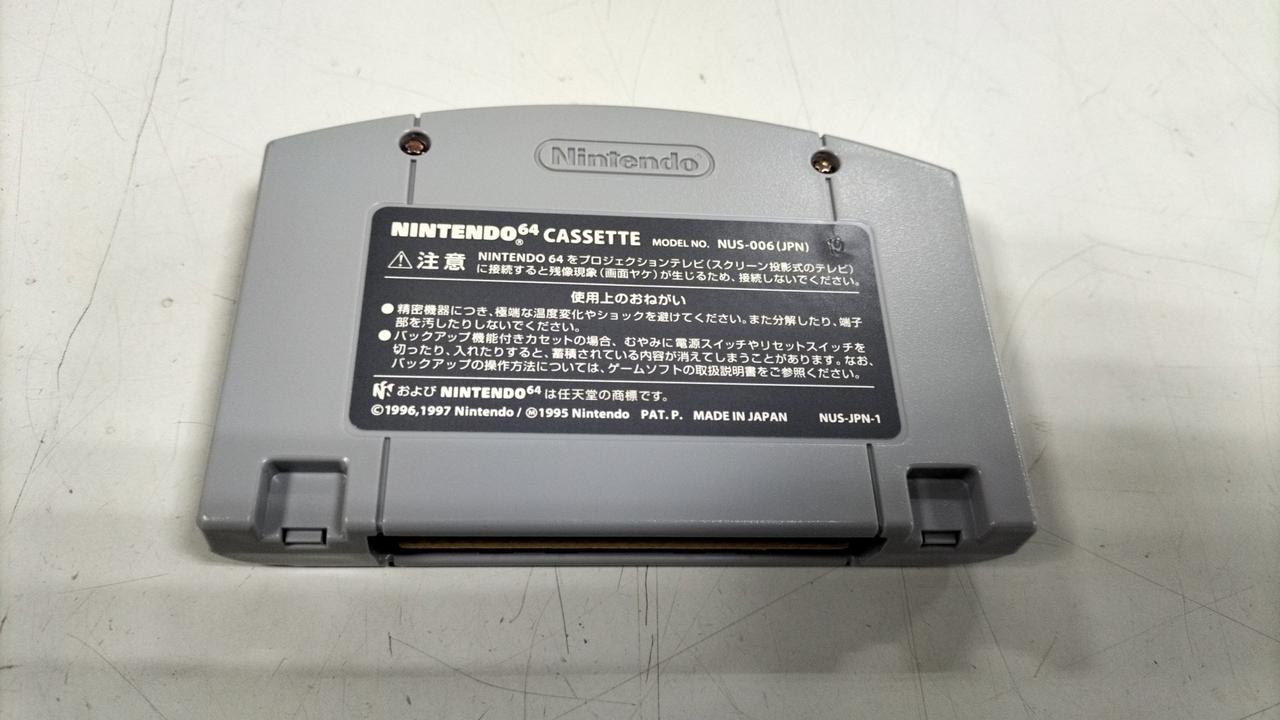 Nintendo
NINTENDO64® CASSETTE MODEL NO. NUS-006(JPN)
⚠注意 NINTENDO 64 をプロジェクションテレビ(スクリーン投影式のテレビ)
に接続すると残像現象(画面ヤケ)が生じるため、接続しないでください。
使用上のおねがい
●精密機器につき、極端な温度変化やショックを避けてください。また分解したり、端子
部を汚したりしないでください。
●バックアップ機能付きカセットの場合、むやみに電源スイッチやリセットスイッチを
切ったり、入れたりすると、蓄積されている内容が消えてしまうことがあります。なお、
バックアップの操作方法については、ゲームソフトの取扱説明書をご参照ください。
および NINTENDO64 は任天堂の商標です。
©1996,1997 Nintendo / Ⓜ1995 Nintendo PAT. P. MADE IN JAPAN NUS-JPN-1